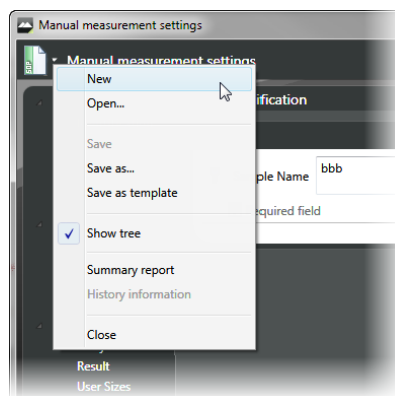 Manual measurement settings
SOP
Manual measurement settings
New
Open...
ification
Save
Save as...
ple Name
bbb
Save as template
equired field
Show tree
Summary report
History information
Close
Result
User Sizes